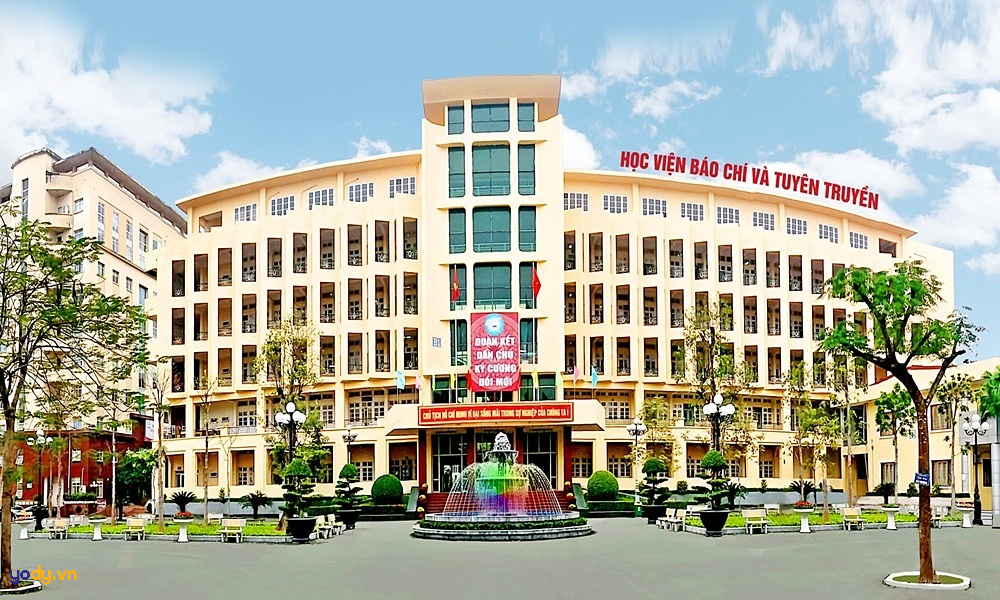 HỌC VIỆN BÁO CHÍ VÀ TUYÊN TRUYỀN
ĐOÀN KẾT
DÂN CHỦ
KỶ CƯƠNG
ĐỔI MỚI
CHỦ TỊCH HỒ CHÍ MINH VĨ ĐẠI SỐNG MÃI TRONG SỰ NGHIỆP CỦA CHÚNG TA !
yody.vn